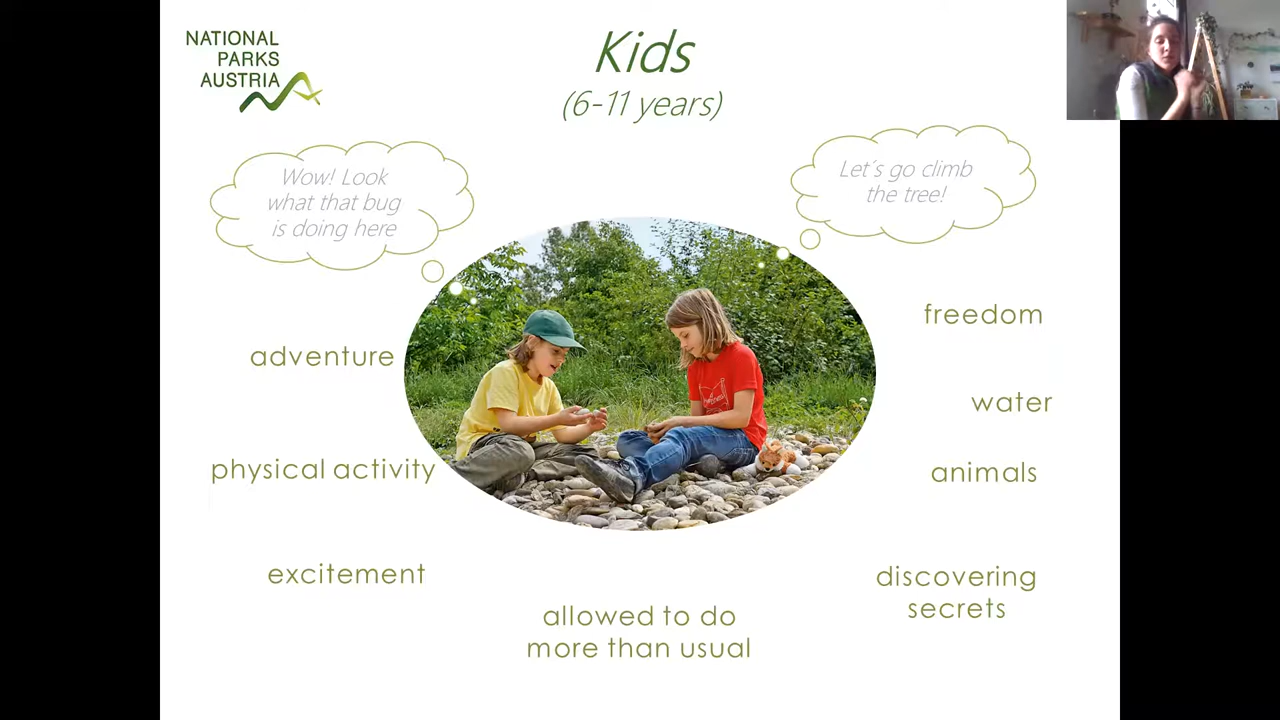 NATIONAL
PARKS
AUSTRIA
Kids
(6-11 years)
Wow! Look
what that bug
is doing here
Let´s go climb
the tree!
adventure
physical activity
excitement
allowed to do
more than usual
freedom
water
animals
discovering
secrets